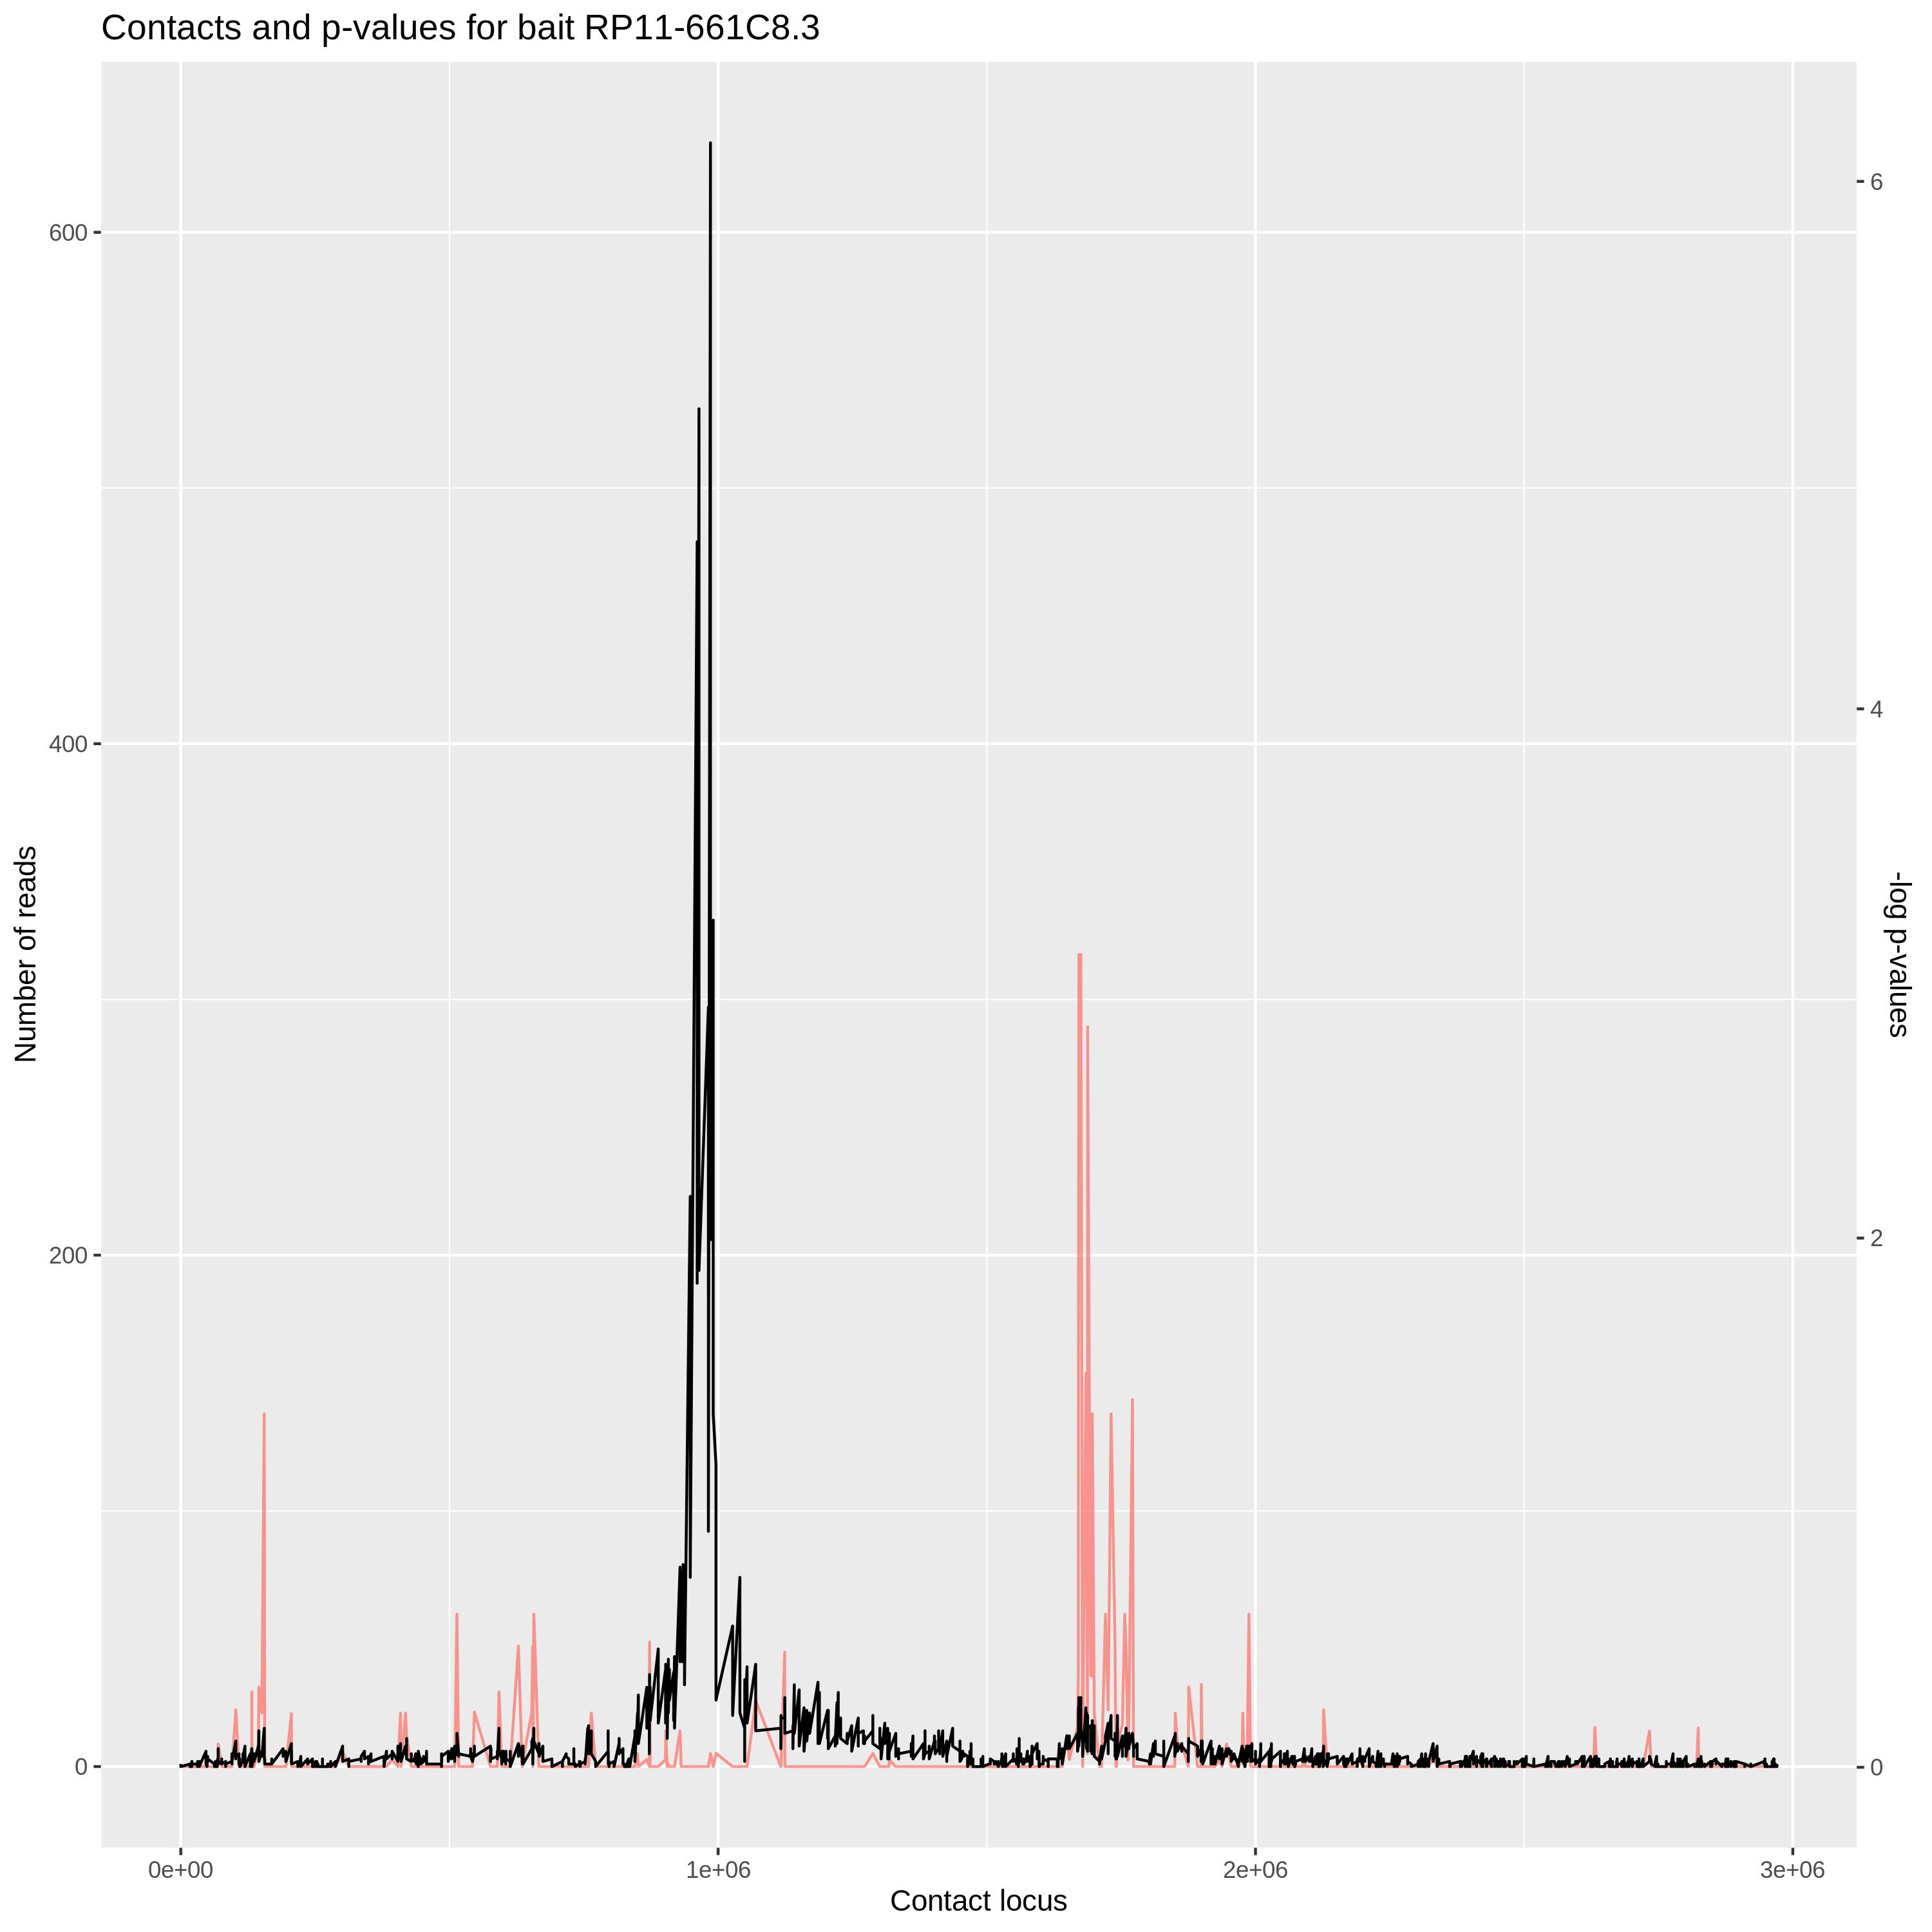 Contacts and p-values for bait RP11-661C8.3
600
400
200
0
Number of reads
6
4
2
0
-log p-values
0e+00
1e+06
2e+06
3e+06
Contact locus